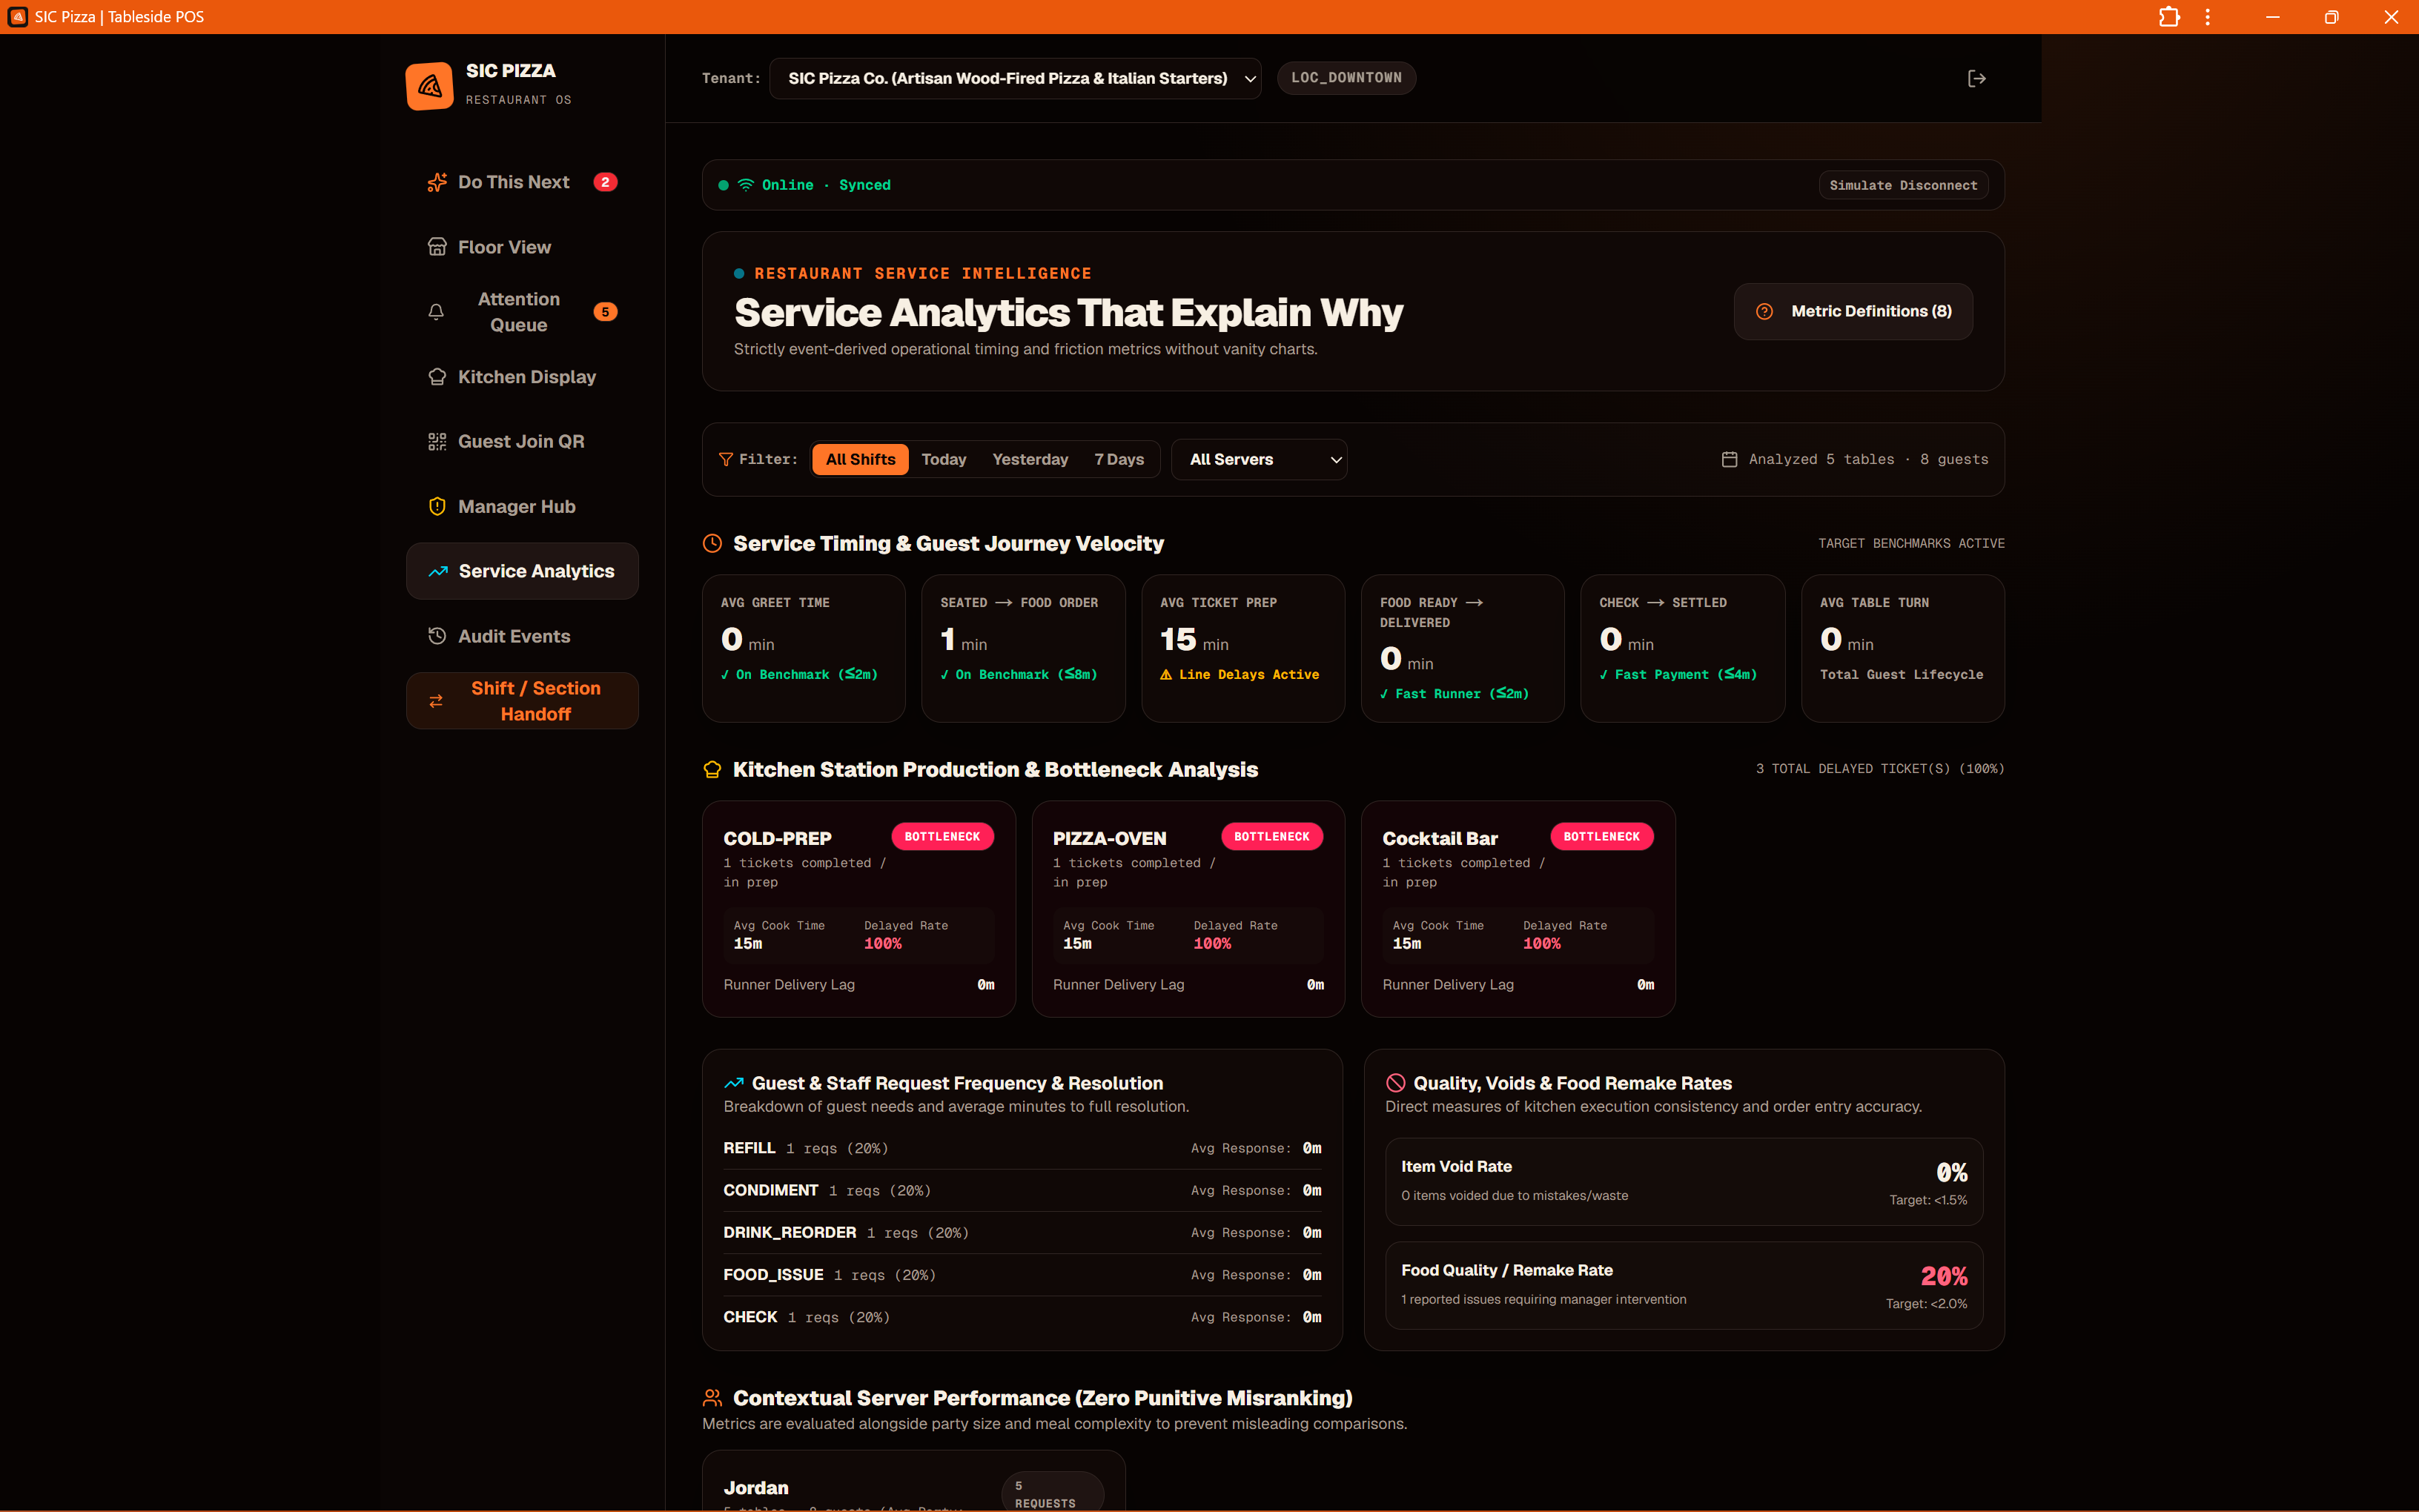 SIC Pizza | Tableside POS
SIC PIZZA
RESTAURANT OS
Do This Next 2
Floor View
Attention
Queue
5
Kitchen Display
Guest Join QR
Manager Hub
Service Analytics
Audit Events
Shift / Section
Handoff
Tenant: SIC Pizza Co. (Artisan Wood-Fired Pizza & Italian Starters) LOC_DOWNTOWN
Online · Synced Simulate Disconnect
RESTAURANT SERVICE INTELLIGENCE
Service Analytics That Explain Why
Strictly event-derived operational timing and friction metrics without vanity charts.
Metric Definitions (8)
Filter: All Shifts Today Yesterday 7 Days All Servers Analyzed 5 tables · 8 guests
Service Timing & Guest Journey Velocity TARGET BENCHMARKS ACTIVE
AVG GREET TIME
0 min
✓ On Benchmark (≤2m)
SEATED → FOOD ORDER
1 min
✓ On Benchmark (≤8m)
AVG TICKET PREP
15 min
⚠ Line Delays Active
FOOD READY →
DELIVERED
0 min
✓ Fast Runner (≤2m)
CHECK → SETTLED
0 min
✓ Fast Payment (≤4m)
AVG TABLE TURN
0 min
Total Guest Lifecycle
Kitchen Station Production & Bottleneck Analysis 3 TOTAL DELAYED TICKET(S) (100%)
COLD-PREP BOTTLENECK
1 tickets completed /
in prep
Avg Cook Time Delayed Rate
15m 100%
Runner Delivery Lag 0m
PIZZA-OVEN BOTTLENECK
1 tickets completed /
in prep
Avg Cook Time Delayed Rate
15m 100%
Runner Delivery Lag 0m
Cocktail Bar BOTTLENECK
1 tickets completed /
in prep
Avg Cook Time Delayed Rate
15m 100%
Runner Delivery Lag 0m
Guest & Staff Request Frequency & Resolution
Breakdown of guest needs and average minutes to full resolution.
REFILL 1 reqs (20%) Avg Response: 0m
CONDIMENT 1 reqs (20%) Avg Response: 0m
DRINK_REORDER 1 reqs (20%) Avg Response: 0m
FOOD_ISSUE 1 reqs (20%) Avg Response: 0m
CHECK 1 reqs (20%) Avg Response: 0m
Quality, Voids & Food Remake Rates
Direct measures of kitchen execution consistency and order entry accuracy.
Item Void Rate 0%
0 items voided due to mistakes/waste Target: <1.5%
Food Quality / Remake Rate 20%
1 reported issues requiring manager intervention Target: <2.0%
Contextual Server Performance (Zero Punitive Misranking)
Metrics are evaluated alongside party size and meal complexity to prevent misleading comparisons.
Jordan
5
REQUESTS